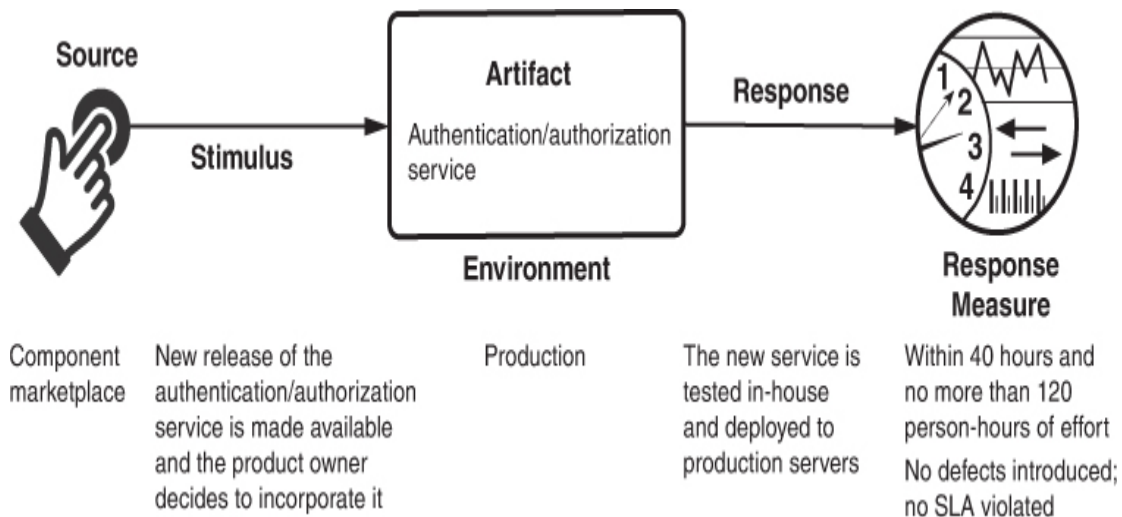 Source
Stimulus
Artifact
Authentication/authorization
service
Environment
Response
1
2
3
4
Response
Measure
Component
marketplace
New release of the
authentication/authorization
service is made available
and the product owner
decides to incorporate it
Production
The new service is
tested in-house
and deployed to
production servers
Within 40 hours and
no more than 120
person-hours of effort
No defects introduced;
no SLA violated